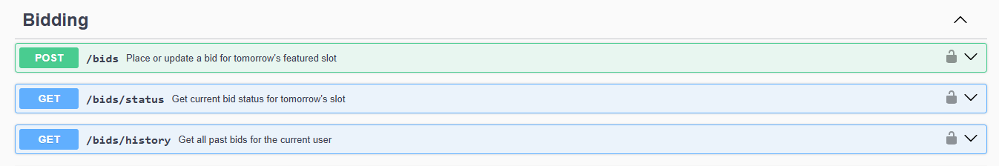 Bidding
POST /bids Place or update a bid for tomorrow's featured slot
GET /bids/status Get current bid status for tomorrow's slot
GET /bids/history Get all past bids for the current user